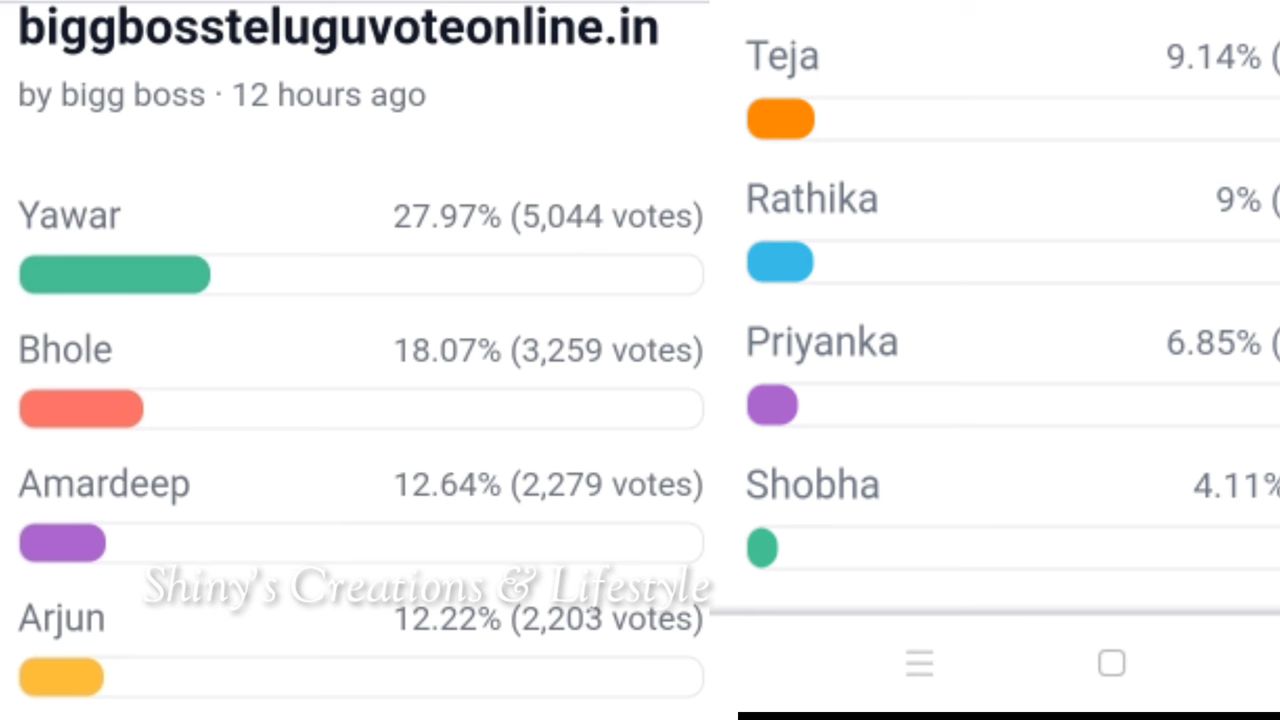 biggbossteluguvoteonline.in
by bigg boss · 12 hours ago
Yawar 27.97% (5,044 votes)
Bhole 18.07% (3,259 votes)
Amardeep 12.64% (2,279 votes)
Shiny's Creations & Lifestyle
Arjun 12.22% (2,203 votes)
Teja 9.14% (
Rathika 9% (
Priyanka 6.85% (
Shobha 4.11%